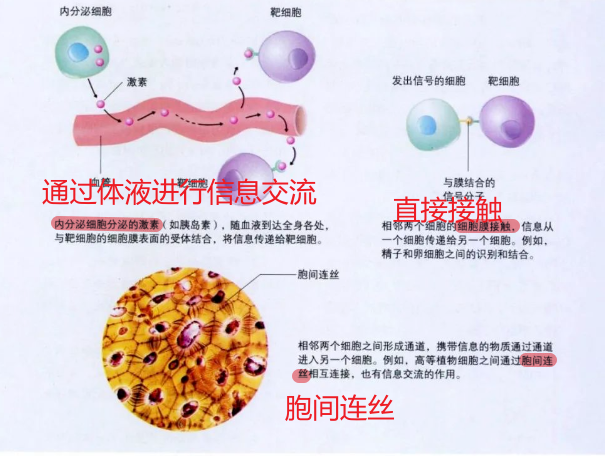 内分泌细胞
靶细胞
激素
发出信号的细胞
靶细胞
血管
靶细胞
与膜结合的
信号分子
通过体液进行信息交流
直接接触
内分泌细胞分泌的激素（如胰岛素），随血液到达全身各处，
与靶细胞的细胞膜表面的受体结合，将信息传递给靶细胞。
相邻两个细胞的细胞膜接触，信息从
一个细胞传递给另一个细胞。例如，
精子和卵细胞之间的识别和结合。
胞间连丝
相邻两个细胞之间形成通道，携带信息的物质通过通道
进入另一个细胞。例如，高等植物细胞之间通过胞间连
丝相互连接，也有信息交流的作用。
胞间连丝